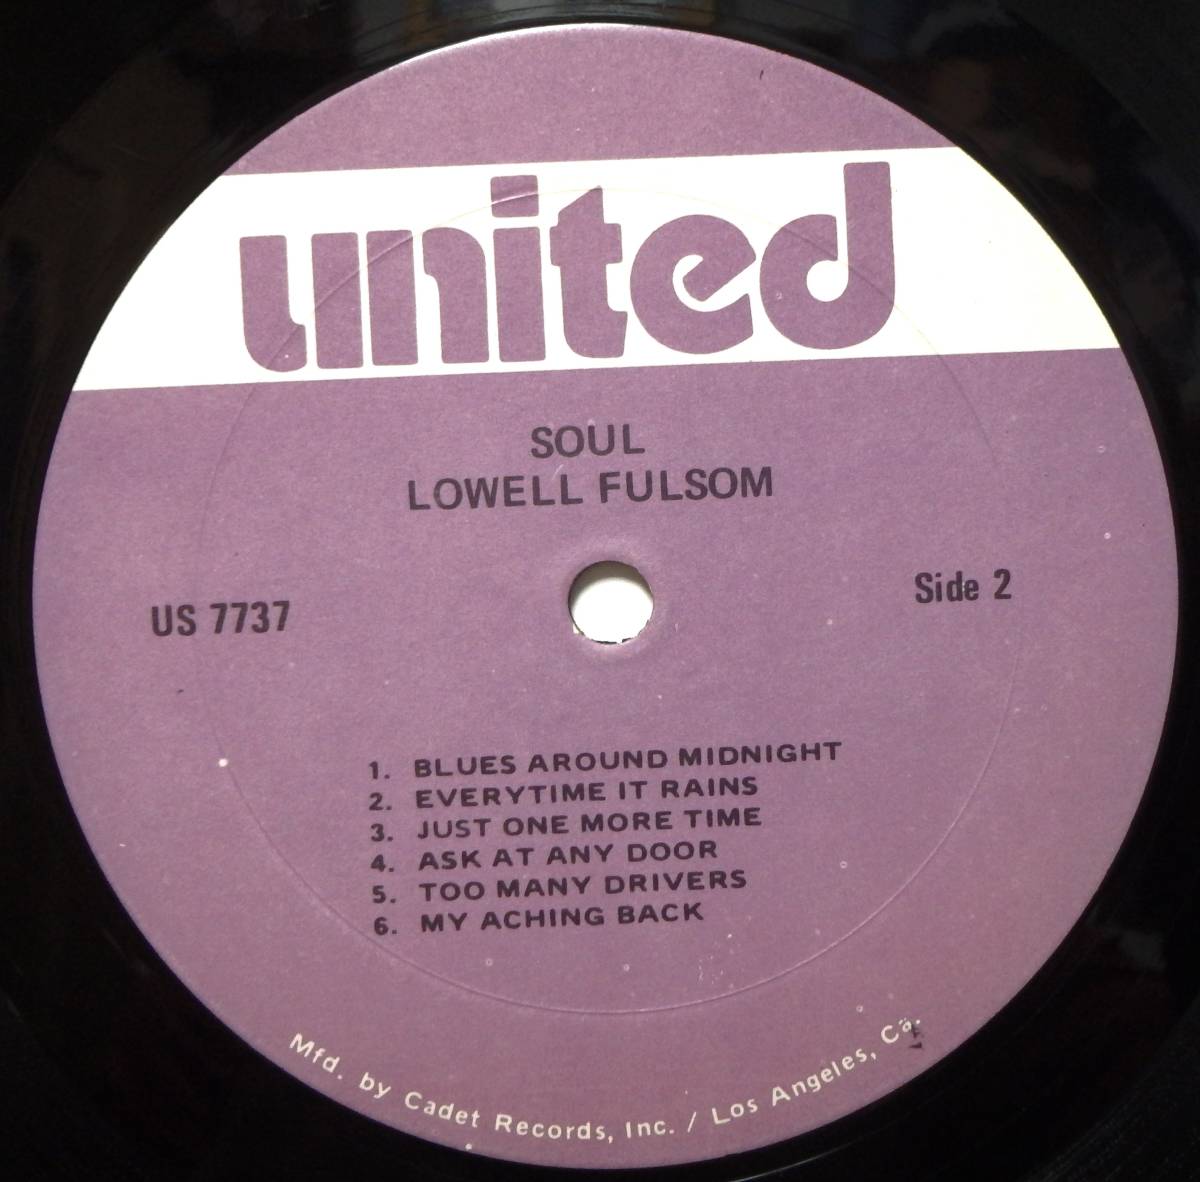 united
SOUL
LOWELL FULSOM
US 7737
Side 2
1. BLUES AROUND MIDNIGHT
2. EVERYTIME IT RAINS
3. JUST ONE MORE TIME
4. ASK AT ANY DOOR
5. TOO MANY DRIVERS
6. MY ACHING BACK
Mfd. by Cadet Records, Inc. / Los Angeles, Ca.